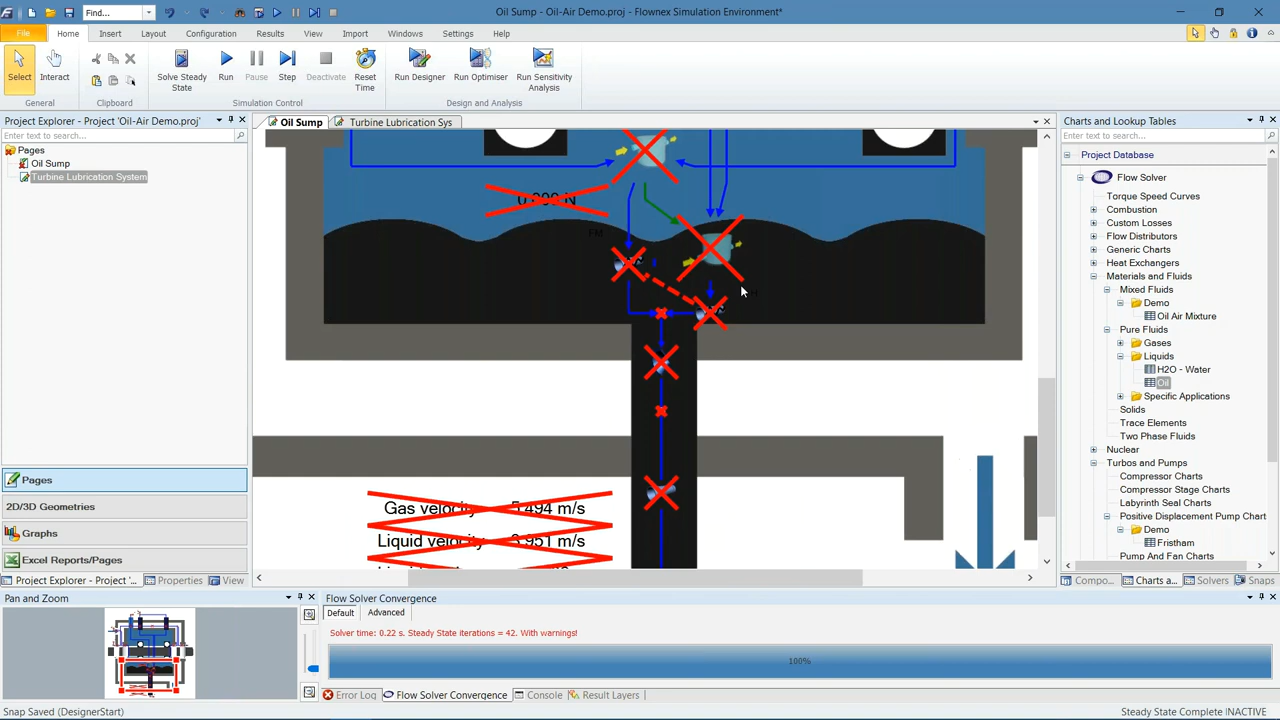 Find...
Oil Sump - Oil-Air Demo.proj - Flownex Simulation Environment*
File Home Insert Layout Configuration Results View Import Windows Settings Help
Select Interact
Solve Steady State
Run Pause Step Deactivate
Reset Time
Run Designer Run Optimiser
Run Sensitivity Analysis
General Clipboard Simulation Control Design and Analysis
Project Explorer - Project 'Oil-Air Demo.proj'
Enter text to search...
Pages
Oil Sump
Turbine Lubrication System
Pages
2D/3D Geometries
Graphs
Excel Reports/Pages
Project Explorer - Project '... Properties View
Oil Sump Turbine Lubrication Sys
FM
Gas velocity 5.494 m/s
Liquid velocity 3.951 m/s
Charts and Lookup Tables
Enter text to search...
Project Database
Flow Solver
Torque Speed Curves
Combustion
Custom Losses
Flow Distributors
Generic Charts
Heat Exchangers
Materials and Fluids
Mixed Fluids
Demo
Oil Air Mixture
Pure Fluids
Gases
Liquids
H2O - Water
Oil
Specific Applications
Solids
Trace Elements
Two Phase Fluids
Nuclear
Turbos and Pumps
Compressor Charts
Compressor Stage Charts
Labyrinth Seal Charts
Positive Displacement Pump Chart
Demo
Fristham
Pump And Fan Charts
Compo... Charts a... Solvers Snaps
Pan and Zoom
Flow Solver Convergence
Default Advanced
Solver time: 0.22 s. Steady State iterations = 42. With warnings!
100%
Error Log Flow Solver Convergence Console Result Layers
Snap Saved (DesignerStart)
Steady State Complete !NACTIVE